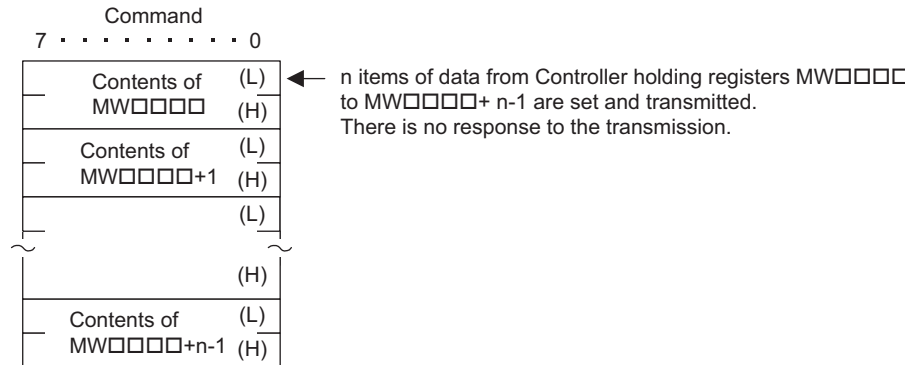 Command
7 · · · · · · · · · 0
Contents of (L)
MW□□□□ (H)
n items of data from Controller holding registers MW□□□□
to MW□□□□+ n-1 are set and transmitted.
There is no response to the transmission.
Contents of (L)
MW□□□□+1 (H)
(L)
(H)
Contents of (L)
MW□□□□+n-1 (H)